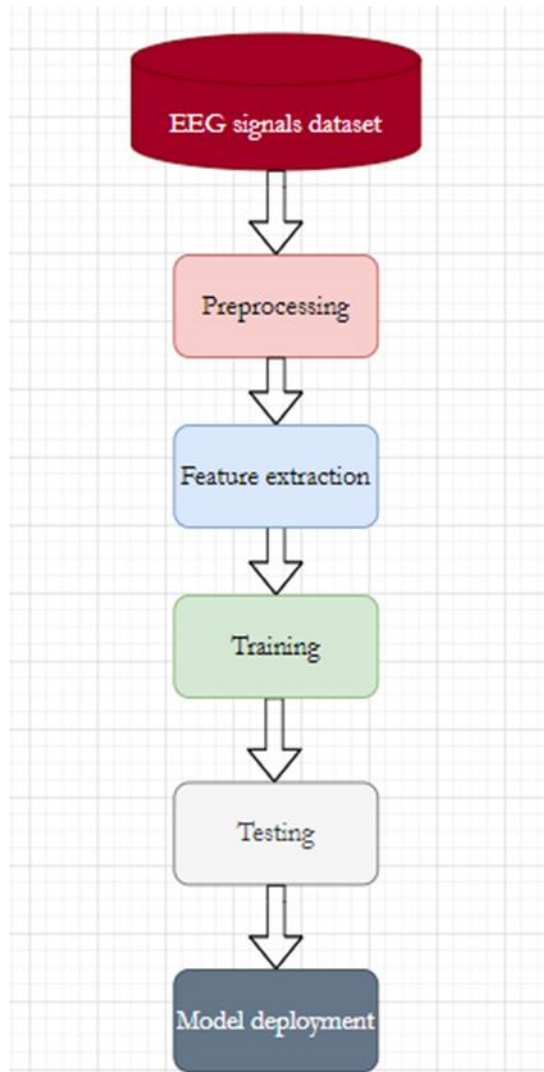 EEG signals dataset
Preprocessing
Feature extraction
Training
Testing
Model deployment